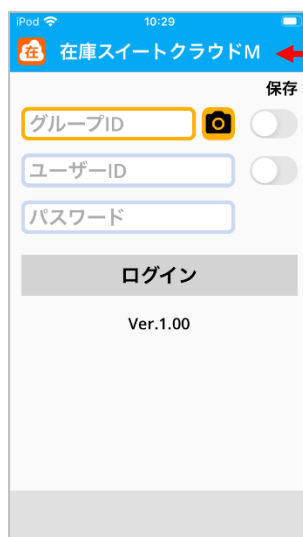 iPod 10:29
在 在庫スイートクラウドM
保存
グループID
ユーザーID
パスワード
ログイン
Ver.1.00